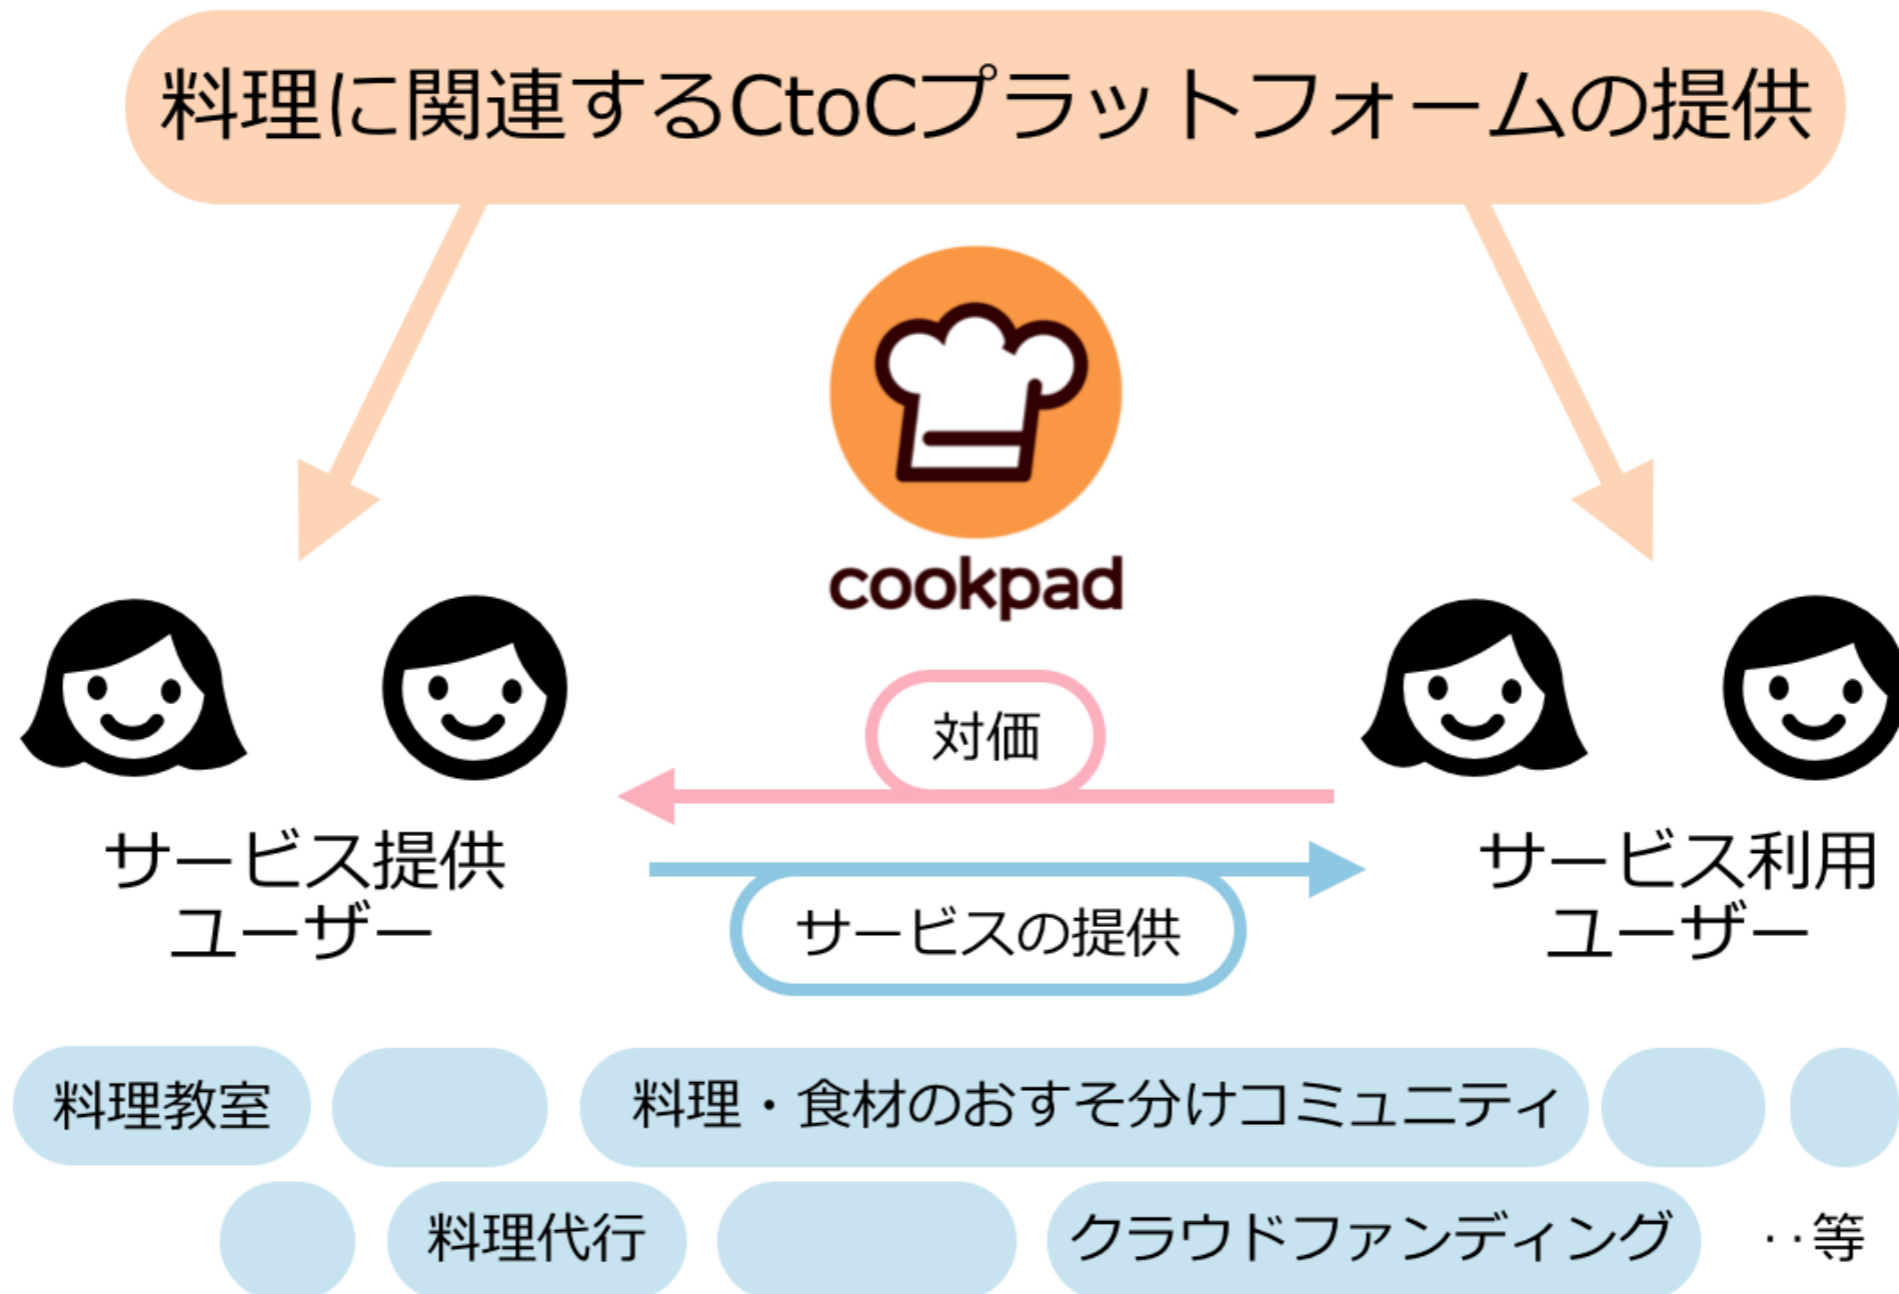 料理に関連するCtoCプラットフォームの提供
cookpad
対価
サービス提供
ユーザー
サービス利用
ユーザー
サービスの提供
料理教室
料理・食材のおすそ分けコミュニティ
料理代行
クラウドファンディング
‥等